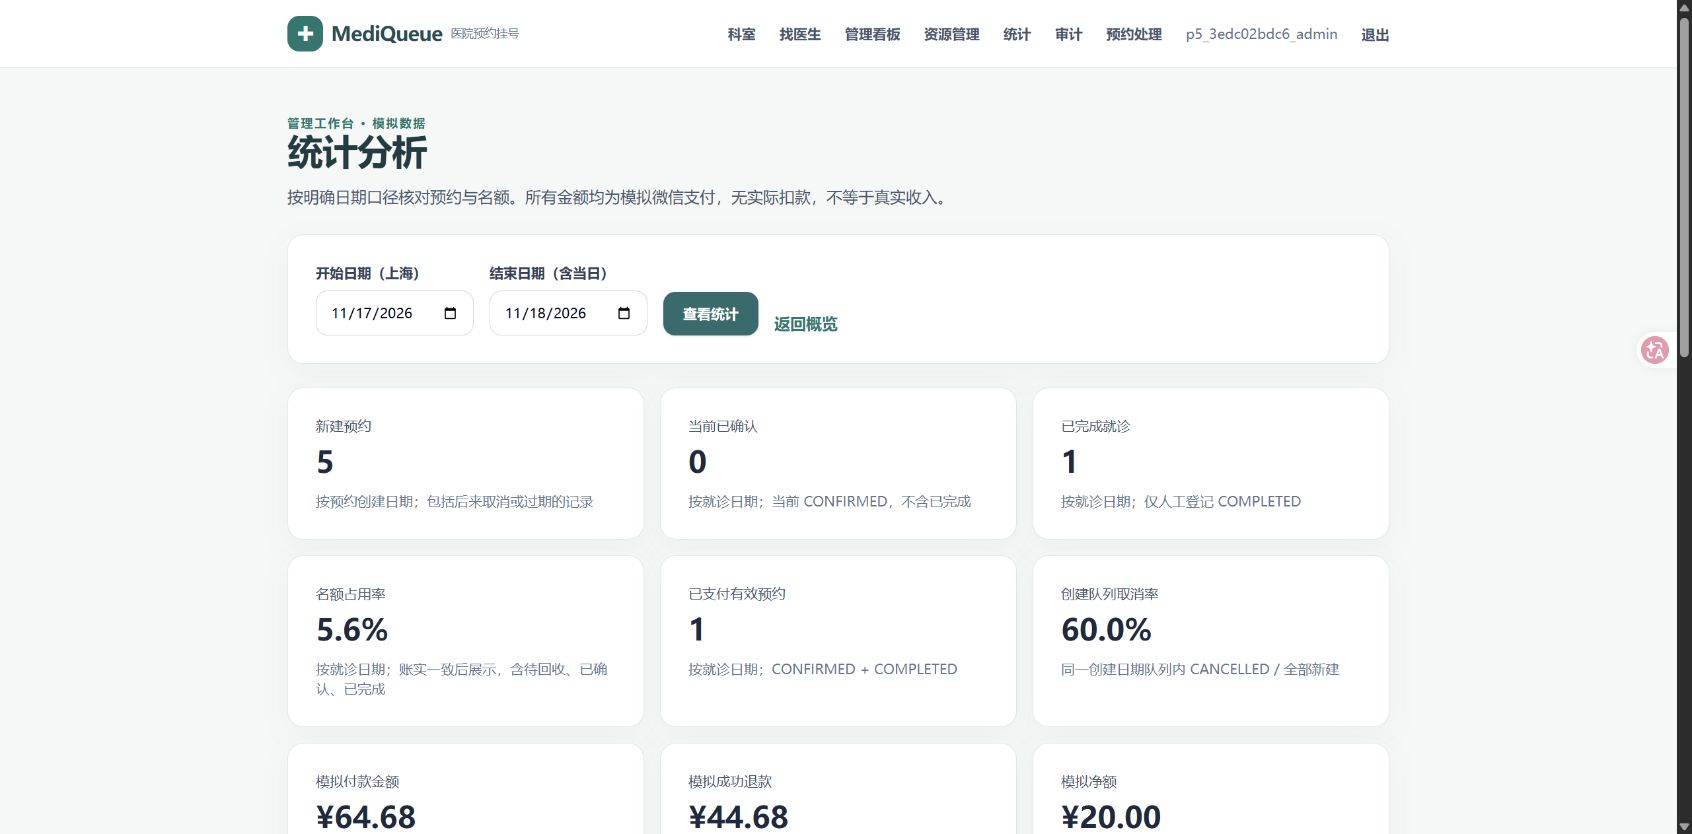 MediQueue 医院预约挂号
科室 找医生 管理看板 资源管理 统计 审计 预约处理 p5_3edc02bdc6_admin 退出
管理工作台 • 模拟数据
统计分析
按明确日期口径核对预约与名额。所有金额均为模拟微信支付，无实际扣款，不等于真实收入。
开始日期（上海） 结束日期（含当日）
11/17/2026 11/18/2026 查看统计 返回概览
新建预约
5
按预约创建日期；包括后来取消或过期的记录
当前已确认
0
按就诊日期；当前 CONFIRMED，不含已完成
已完成就诊
1
按就诊日期；仅人工登记 COMPLETED
名额占用率
5.6%
按就诊日期；账实一致后展示，含待回收、已确
认、已完成
已支付有效预约
1
按就诊日期；CONFIRMED + COMPLETED
创建队列取消率
60.0%
同一创建日期队列内 CANCELLED / 全部新建
模拟付款金额
¥64.68
模拟成功退款
¥44.68
模拟净额
¥20.00